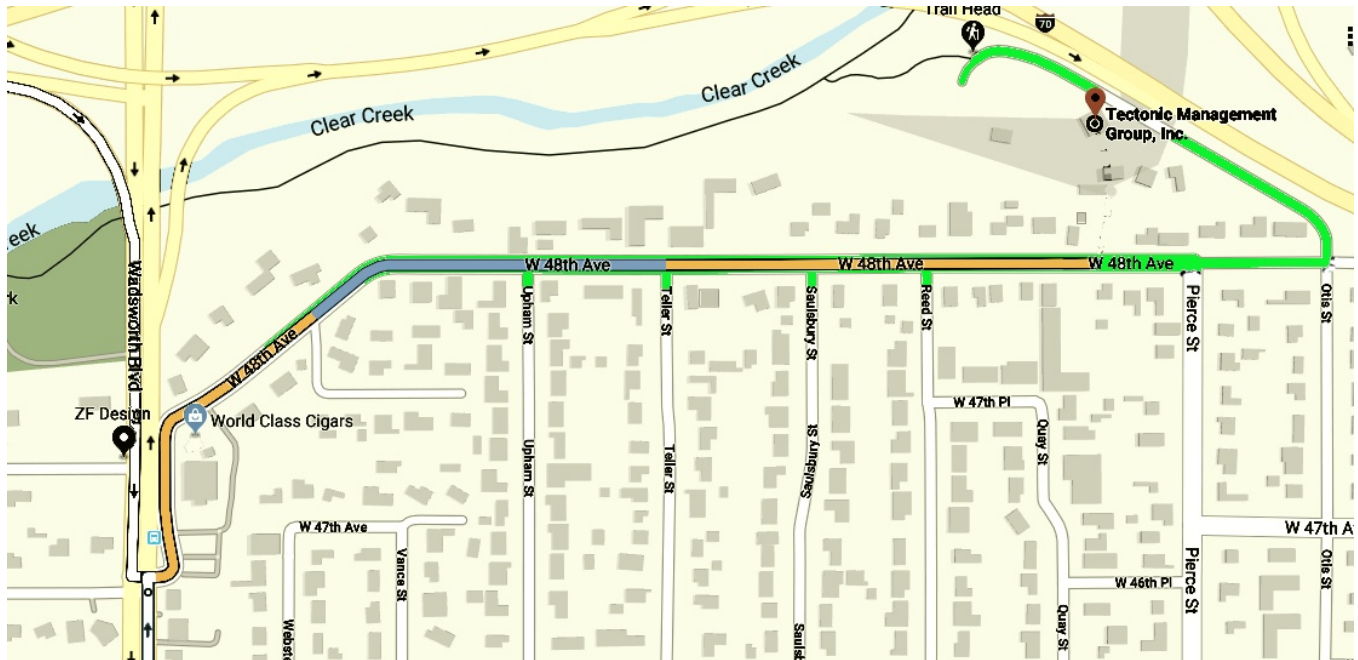 Trail Head
70
Clear Creek
Clear Creek
Tectonic Management
Group, Inc.
eek
W 48th Ave
W 48th Ave
W 48th Ave
W 48th Ave
Wadsworth Blvd
rk
Upham St
Teller St
Saulsbury St
Reed St
Pierce St
Otis St
ZF Design
World Class Cigars
W 47th Pl
Quay St
Upham St
Teller St
Saulsbury St
W 47th Ave
W 47th A
Vance St
Pierce St
Otis St
W 46th Pl
Quay St
Webste
Saulsb